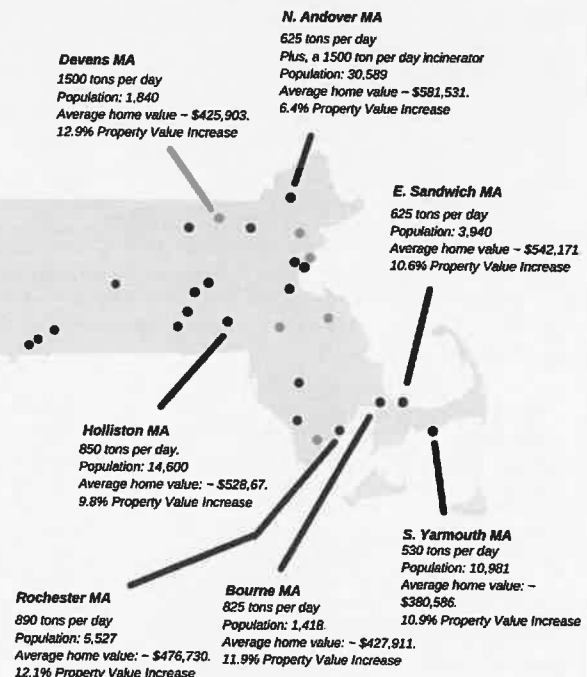 N. Andover MA
625 tons per day
Plus, a 1500 ton per day incinerator
Population: 30,589
Average home value ~ $581,531.
6.4% Property Value Increase
Devens MA
1500 tons per day
Population: 1,840
Average home value ~ $425,903.
12.9% Property Value Increase
E. Sandwich MA
625 tons per day
Population: 3,940
Average home value ~ $542,171
10.6% Property Value Increase
Holliston MA
850 tons per day.
Population: 14,600
Average home value: ~ $528,67.
9.8% Property Value Increase
S. Yarmouth MA
530 tons per day
Population: 10,981
Average home value: ~
$380,586.
10.9% Property Value Increase
Rochester MA
890 tons per day
Population: 5,527
Average home value: ~ $476,730.
12.1% Property Value Increase
Bourne MA
825 tons per day
Population: 1,418.
Average home value: ~ $427,911.
11.9% Property Value Increase